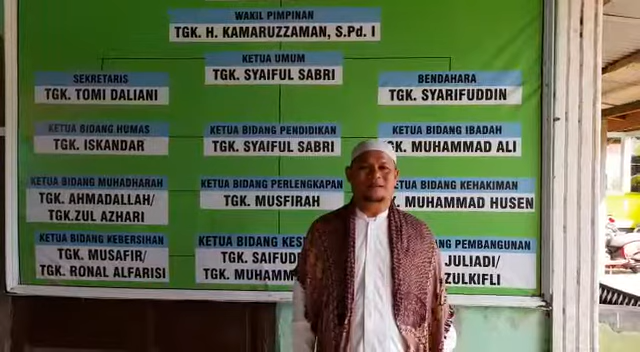 WAKIL PIMPINAN
TGK. H. KAMARUZZAMAN, S.Pd. I
KETUA UMUM
TGK. SYAIFUL SABRI
SEKRETARIS
TGK. TOMI DALIANI
BENDAHARA
TGK. SYARIFUDDIN
KETUA BIDANG HUMAS
TGK. ISKANDAR
KETUA BIDANG PENDIDIKAN
TGK. SYAIFUL SABRI
KETUA BIDANG IBADAH
TGK. MUHAMMAD ALI
KETUA BIDANG MUHADHARAH
TGK. AHMADALLAH/
TGK.ZUL AZHARI
KETUA BIDANG PERLENGKAPAN
TGK. MUSFIRAH
KETUA BIDANG KEHAKIMAN
MUHAMMAD HUSEN
KETUA BIDANG KEBERSIHAN
TGK. MUSAFIR/
TGK. RONAL ALFARISI
KETUA BIDANG
TGK.
TGK.
BIDANG PEMBANGUNAN
JULIADI/
ZULKIFLI